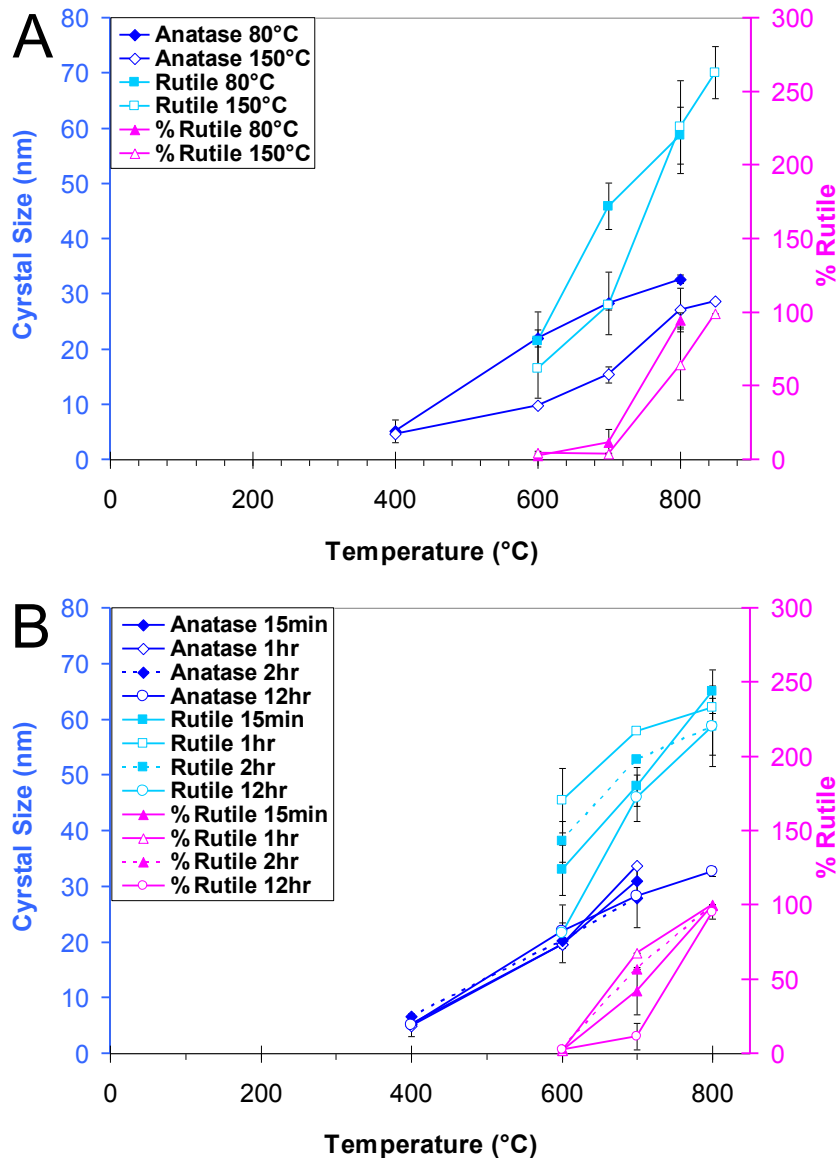 A
80
70
60
50
40
30
20
10
0
Cyrstal Size (nm)
Anatase 80°C
Anatase 150°C
Rutile 80°C
Rutile 150°C
% Rutile 80°C
% Rutile 150°C
300
250
200
150
100
50
0
% Rutile
0 200 400 600 800
Temperature (°C)
B
80
70
60
50
40
30
20
10
0
Cyrstal Size (nm)
Anatase 15min
Anatase 1hr
Anatase 2hr
Anatase 12hr
Rutile 15min
Rutile 1hr
Rutile 2hr
Rutile 12hr
% Rutile 15min
% Rutile 1hr
% Rutile 2hr
% Rutile 12hr
300
250
200
150
100
50
0
% Rutile
0 200 400 600 800
Temperature (°C)